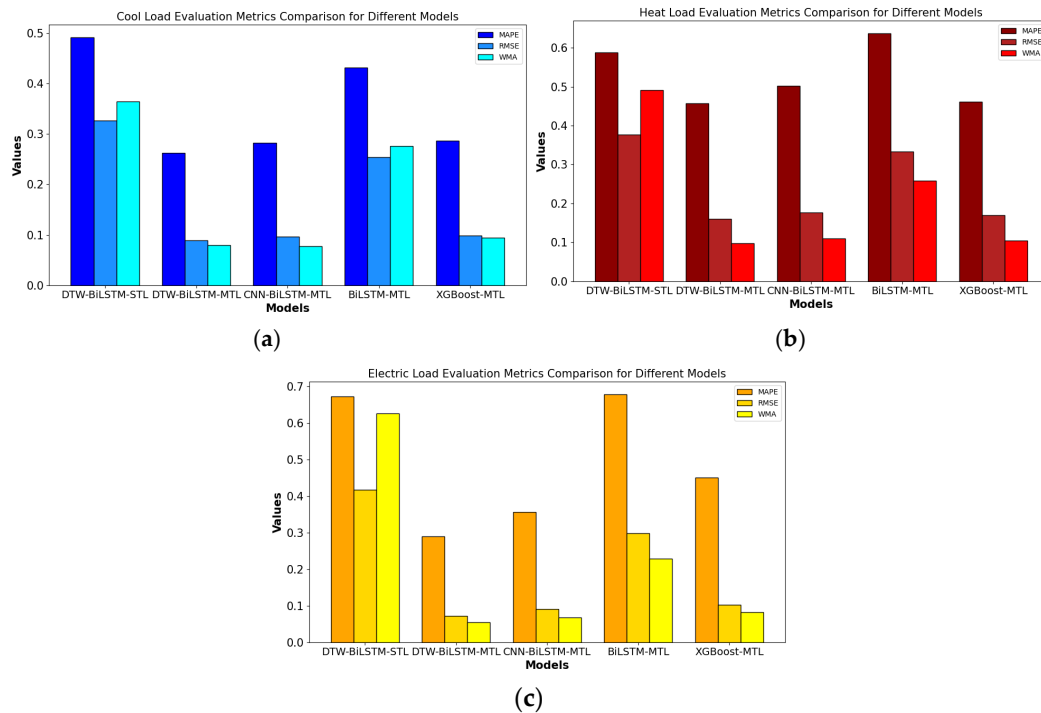 Cool Load Evaluation Metrics Comparison for Different Models
MAPE
RMSE
WMA
Values
0.5
0.4
0.3
0.2
0.1
0.0
DTW-BiLSTM-STL DTW-BiLSTM-MTL CNN-BiLSTM-MTL BiLSTM-MTL XGBoost-MTL
Models
(a)
Heat Load Evaluation Metrics Comparison for Different Models
MAPE
RMSE
WMA
Values
0.6
0.5
0.4
0.3
0.2
0.1
0.0
DTW-BiLSTM-STL DTW-BiLSTM-MTL CNN-BiLSTM-MTL BiLSTM-MTL XGBoost-MTL
Models
(b)
Electric Load Evaluation Metrics Comparison for Different Models
MAPE
RMSE
WMA
Values
0.7
0.6
0.5
0.4
0.3
0.2
0.1
0.0
DTW-BiLSTM-STL DTW-BiLSTM-MTL CNN-BiLSTM-MTL BiLSTM-MTL XGBoost-MTL
Models
(c)